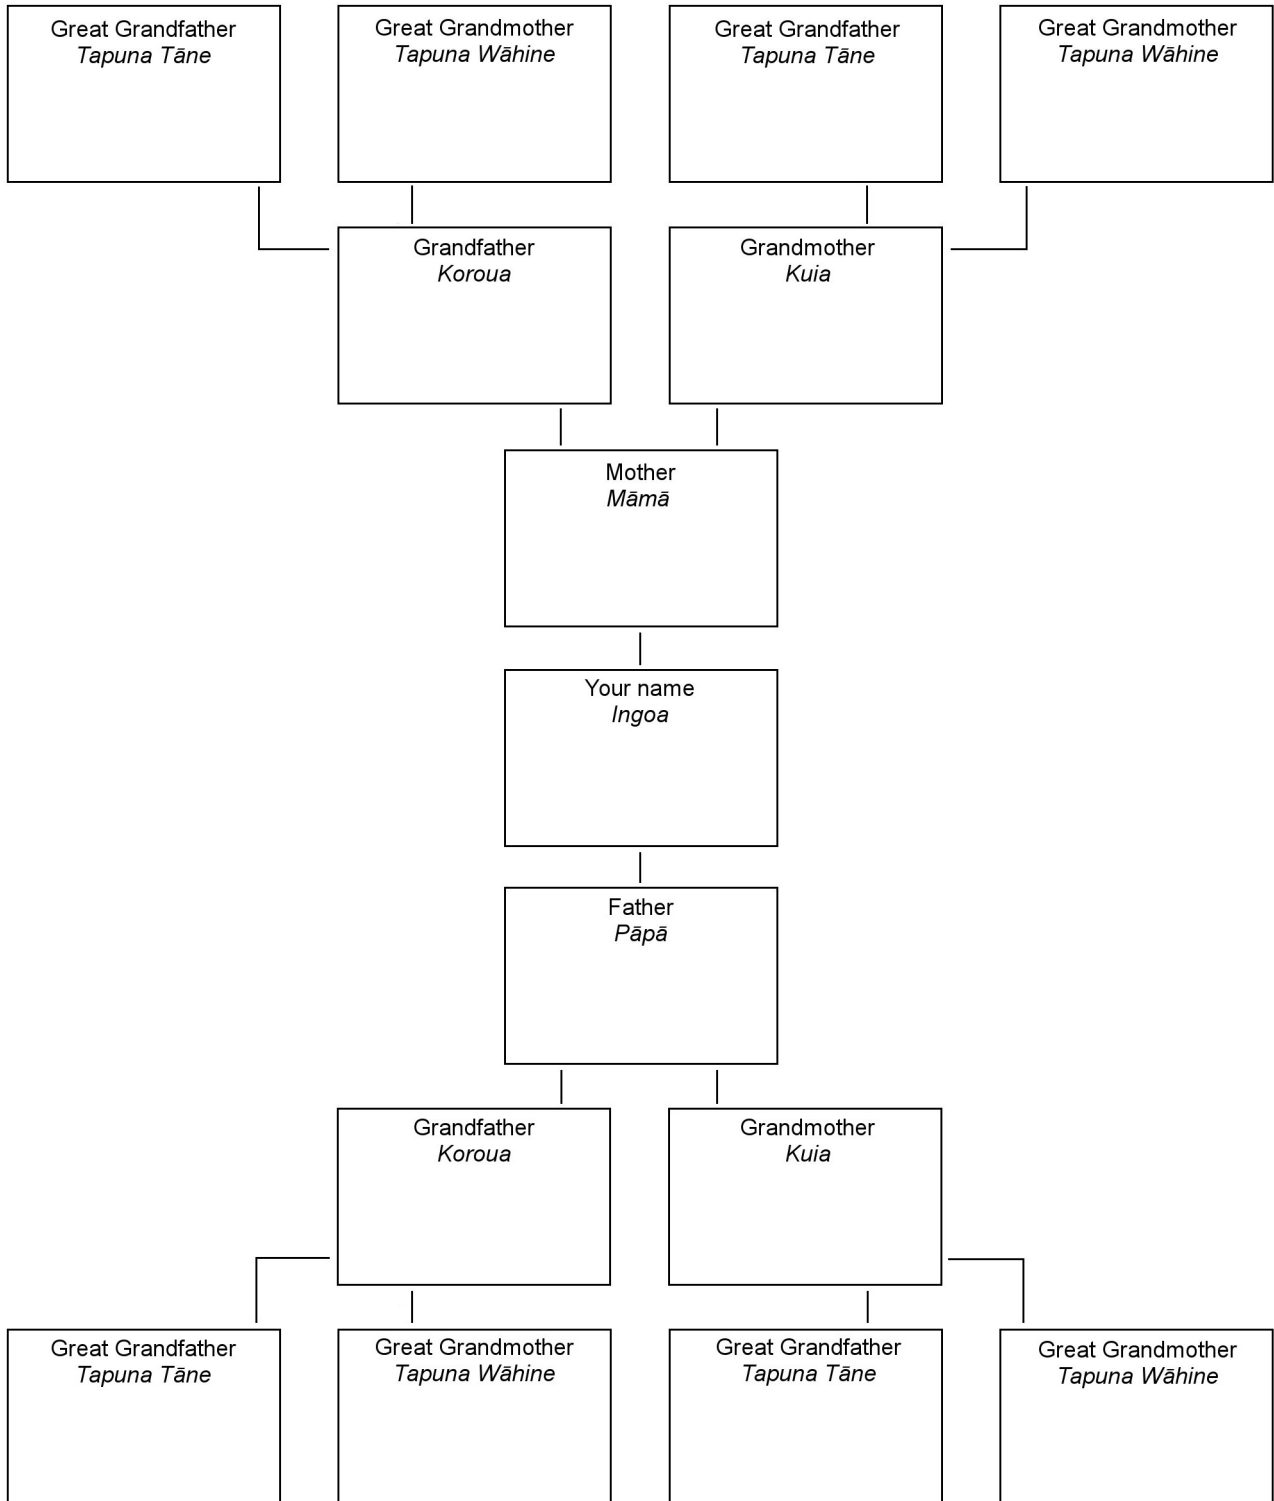 Great Grandfather
Tapuna Tāne
Great Grandmother
Tapuna Wāhine
Great Grandfather
Tapuna Tāne
Great Grandmother
Tapuna Wāhine
Grandfather
Koroua
Grandmother
Kuia
Mother
Māmā
Your name
Ingoa
Father
Pāpā
Grandfather
Koroua
Grandmother
Kuia
Great Grandfather
Tapuna Tāne
Great Grandmother
Tapuna Wāhine
Great Grandfather
Tapuna Tāne
Great Grandmother
Tapuna Wāhine